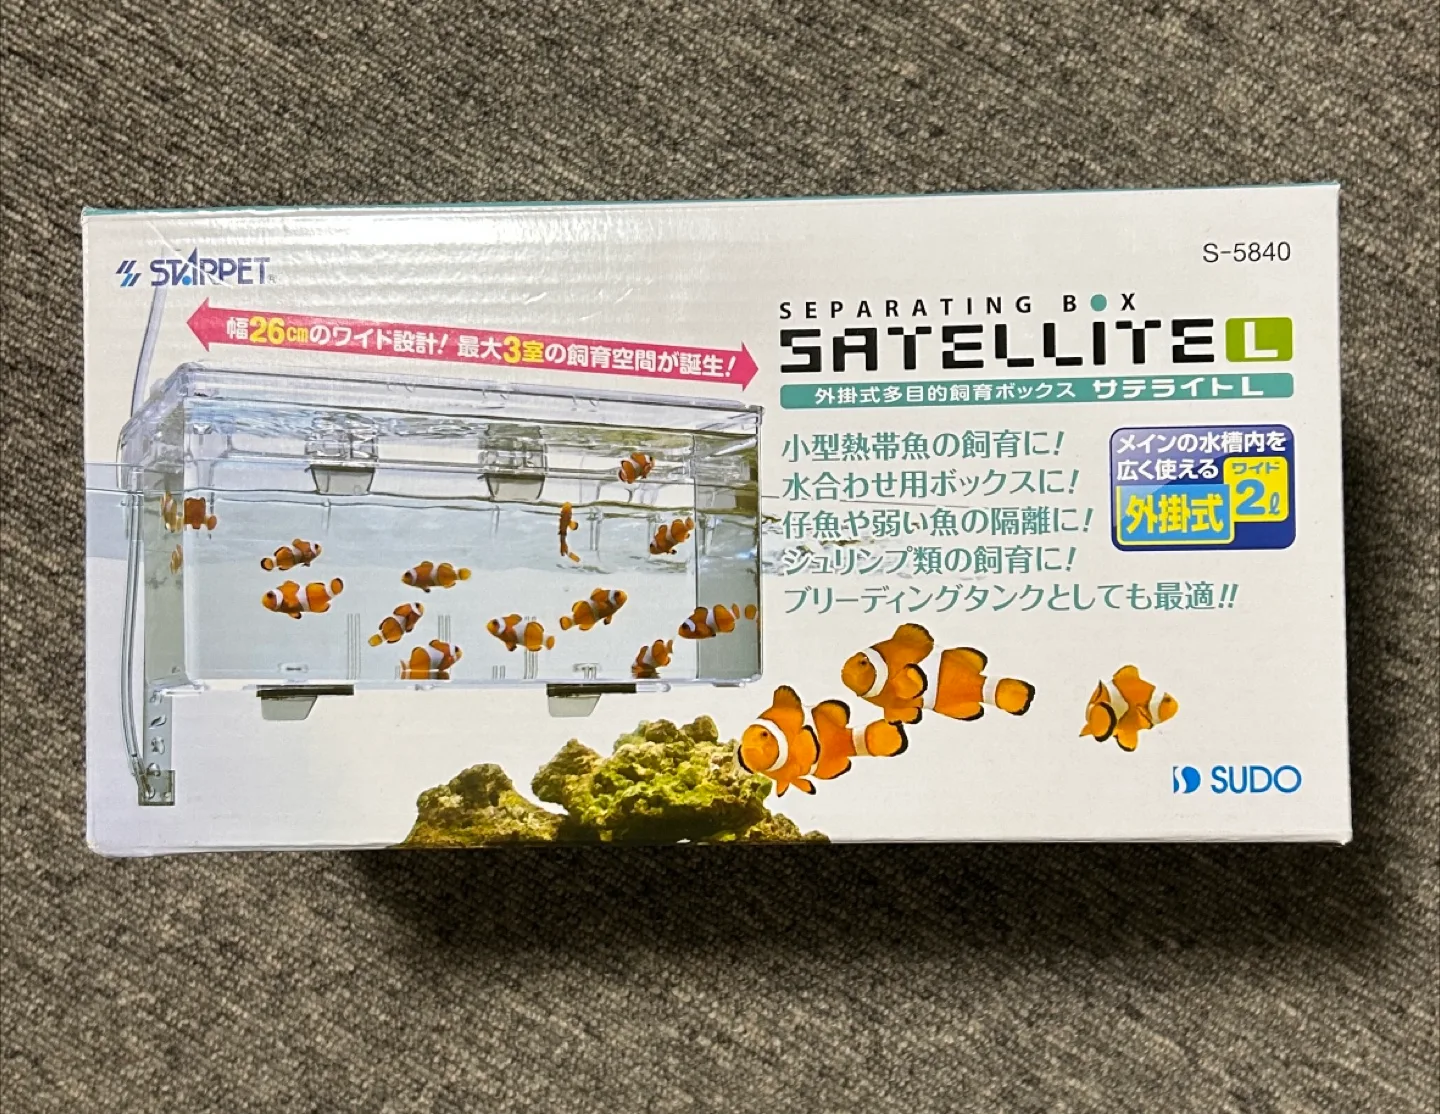 STARPET
S-5840
幅26cmのワイド設計! 最大3室の飼育空間が誕生!
SEPARATING BOX
SATELLITE L
外掛式多目的飼育ボックス サテライトL
小型熱帯魚の飼育に!
水合わせ用ボックスに!
仔魚や弱い魚の隔離に!
シュリンプ類の飼育に!
ブリーディングタンクとしても最適!!
メインの水槽内を
広く使える
ワイド
2ℓ
外掛式
SUDO